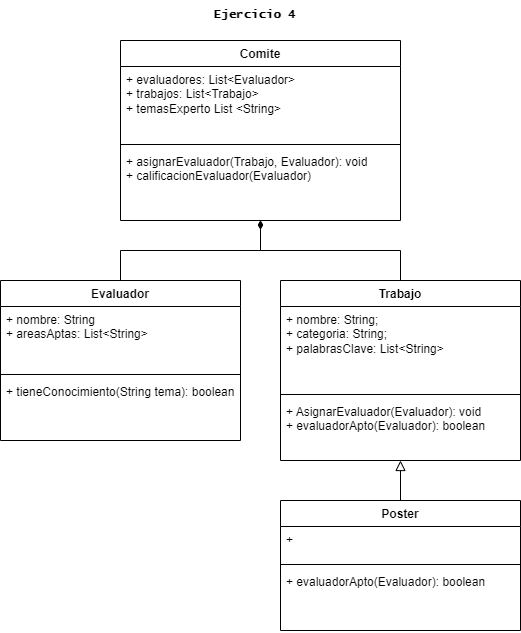 Ejercicio 4
Comite
+ evaluadores: List<Evaluador>
+ trabajos: List<Trabajo>
+ temasExperto List <String>
+ asignarEvaluador(Trabajo, Evaluador): void
+ calificacionEvaluador(Evaluador)
Evaluador
+ nombre: String
+ areasAptas: List<String>
+ tieneConocimiento(String tema): boolean
Trabajo
+ nombre: String;
+ categoria: String;
+ palabrasClave: List<String>
+ AsignarEvaluador(Evaluador): void
+ evaluadorApto(Evaluador): boolean
Poster
+
+ evaluadorApto(Evaluador): boolean